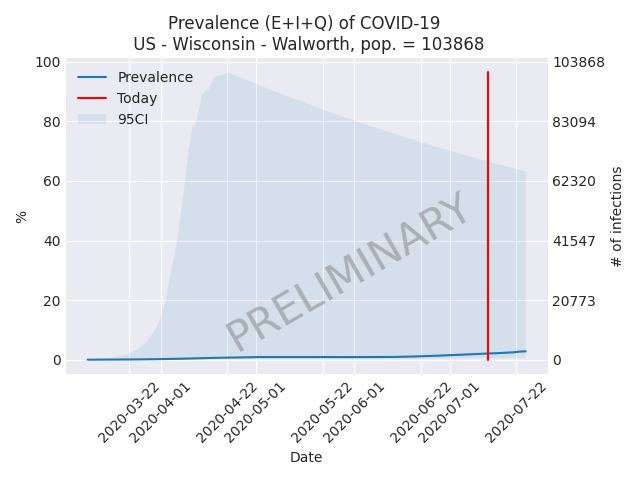 Prevalence (E+I+Q) of COVID-19
US - Wisconsin - Walworth, pop. = 103868
100
80
60
40
20
0
%
Prevalence
Today
95CI
PRELIMINARY
103868
83094
62320
41547
20773
0
# of infections
2020-03-22
2020-04-01
2020-04-22
2020-05-01
2020-05-22
2020-06-01
2020-06-22
2020-07-01
2020-07-22
Date